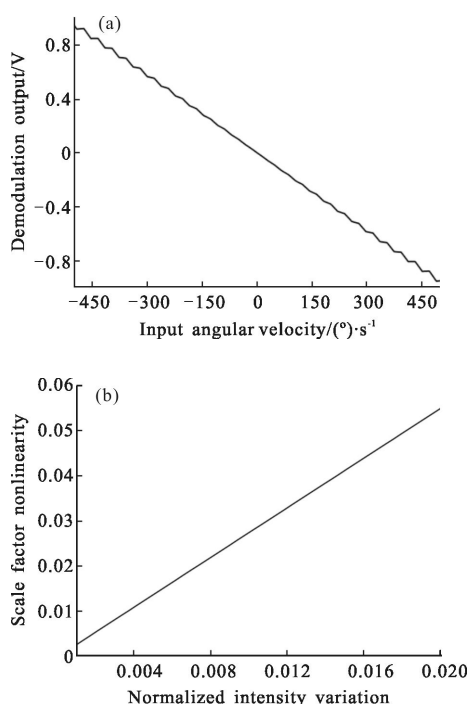 (a)
Demodulation output/V
0.8
0.4
0
−0.4
−0.8
−450 −300 −150 0 150 300 450
Input angular velocity/(º)·s⁻¹
(b)
Scale factor nonlinearity
0.06
0.05
0.04
0.03
0.02
0.01
0
0.004 0.008 0.012 0.016 0.020
Normalized intensity variation